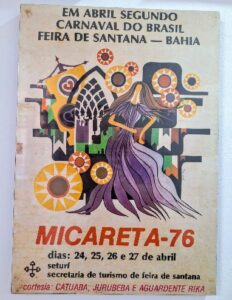 EM ABRIL SEGUNDO
CARNAVAL DO BRASIL
FEIRA DE SANTANA — BAHIA
MICARETA-76
dias: 24, 25, 26 e 27 de abril
seturf
secretaria de turismo de feira de santana
cortesia: CATUABA, JURUBEBA E AGUARDENTE RIKA